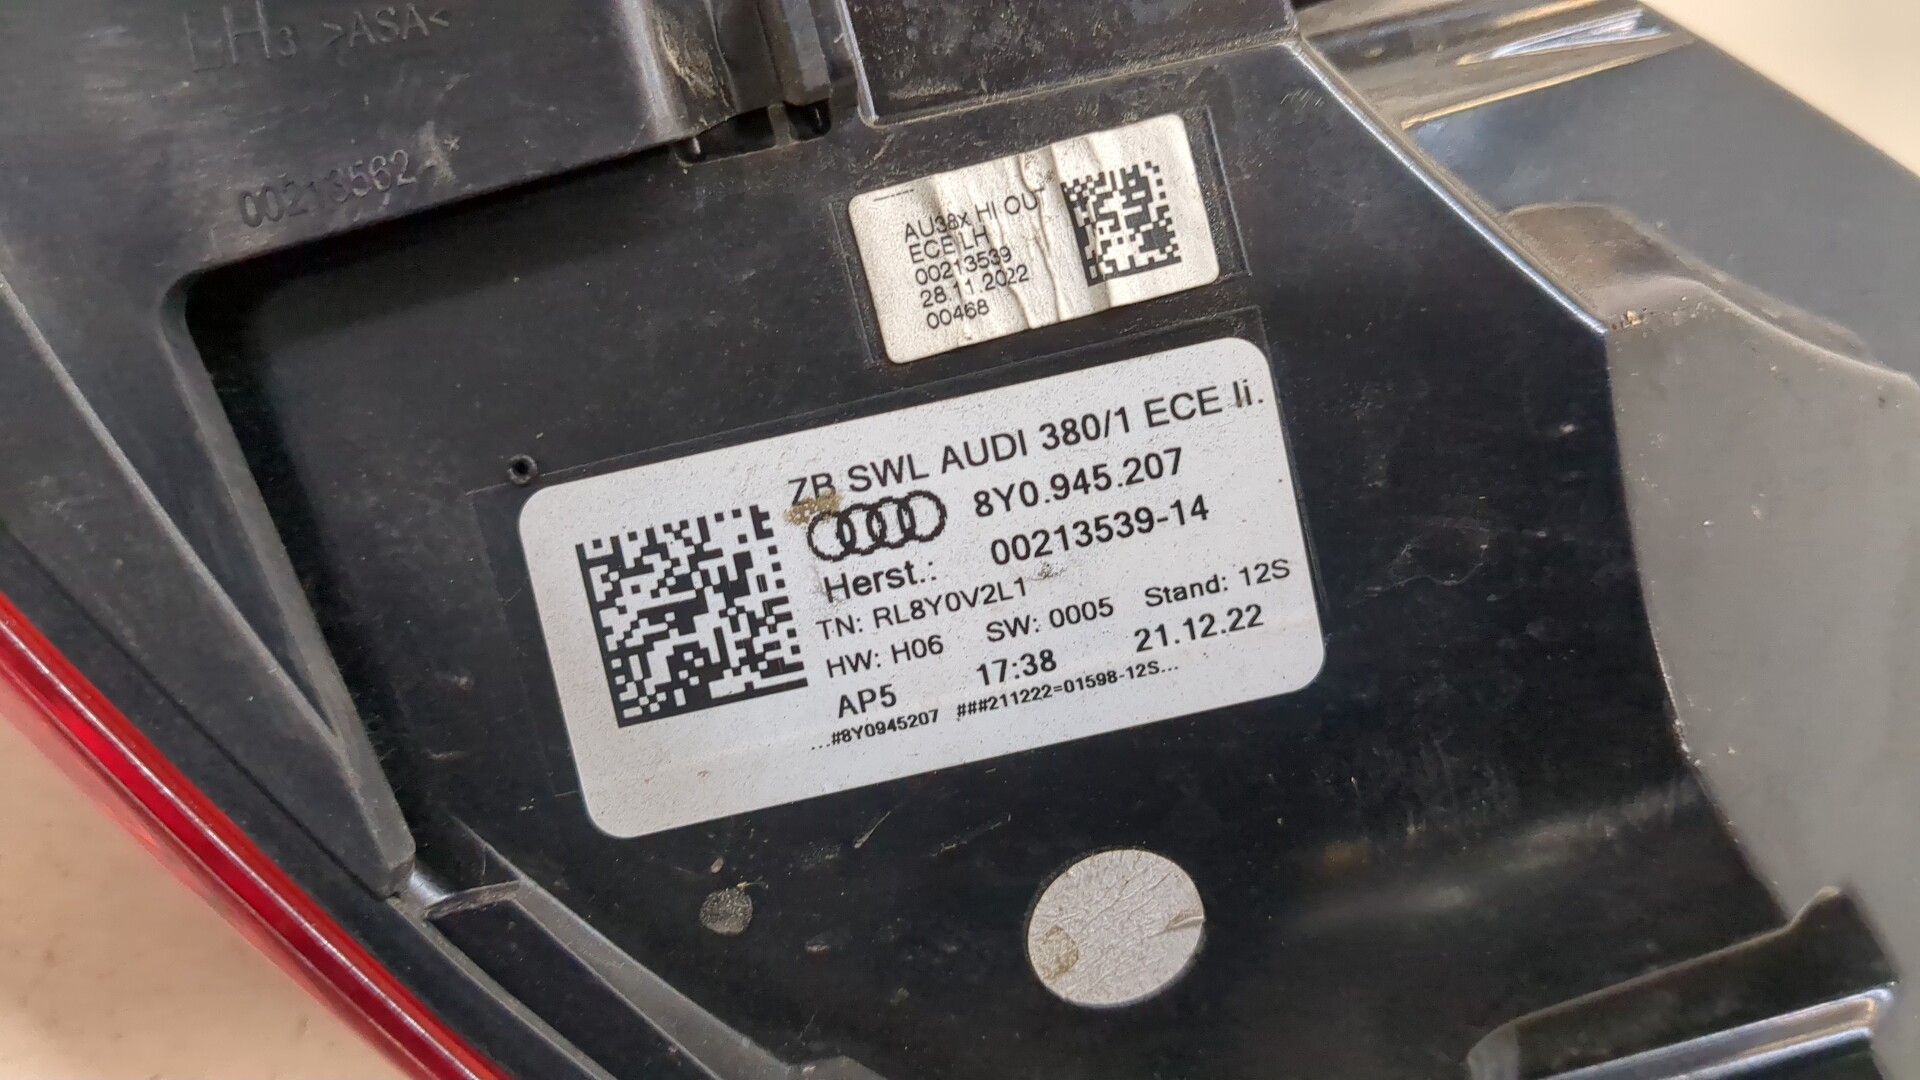 LH3 >ASA<
00213562
AU38x HI OUT
ECE LH
00213539
28.11.2022
00468
ZB SWL AUDI 380/1 ECE li.
8Y0.945.207
Herst.: 00213539-14
TN: RL8Y0V2L1
HW: H06 SW: 0005 Stand: 12S
AP5 17:38 21.12.22
...#8Y0945207 ###211222=01598-12S...